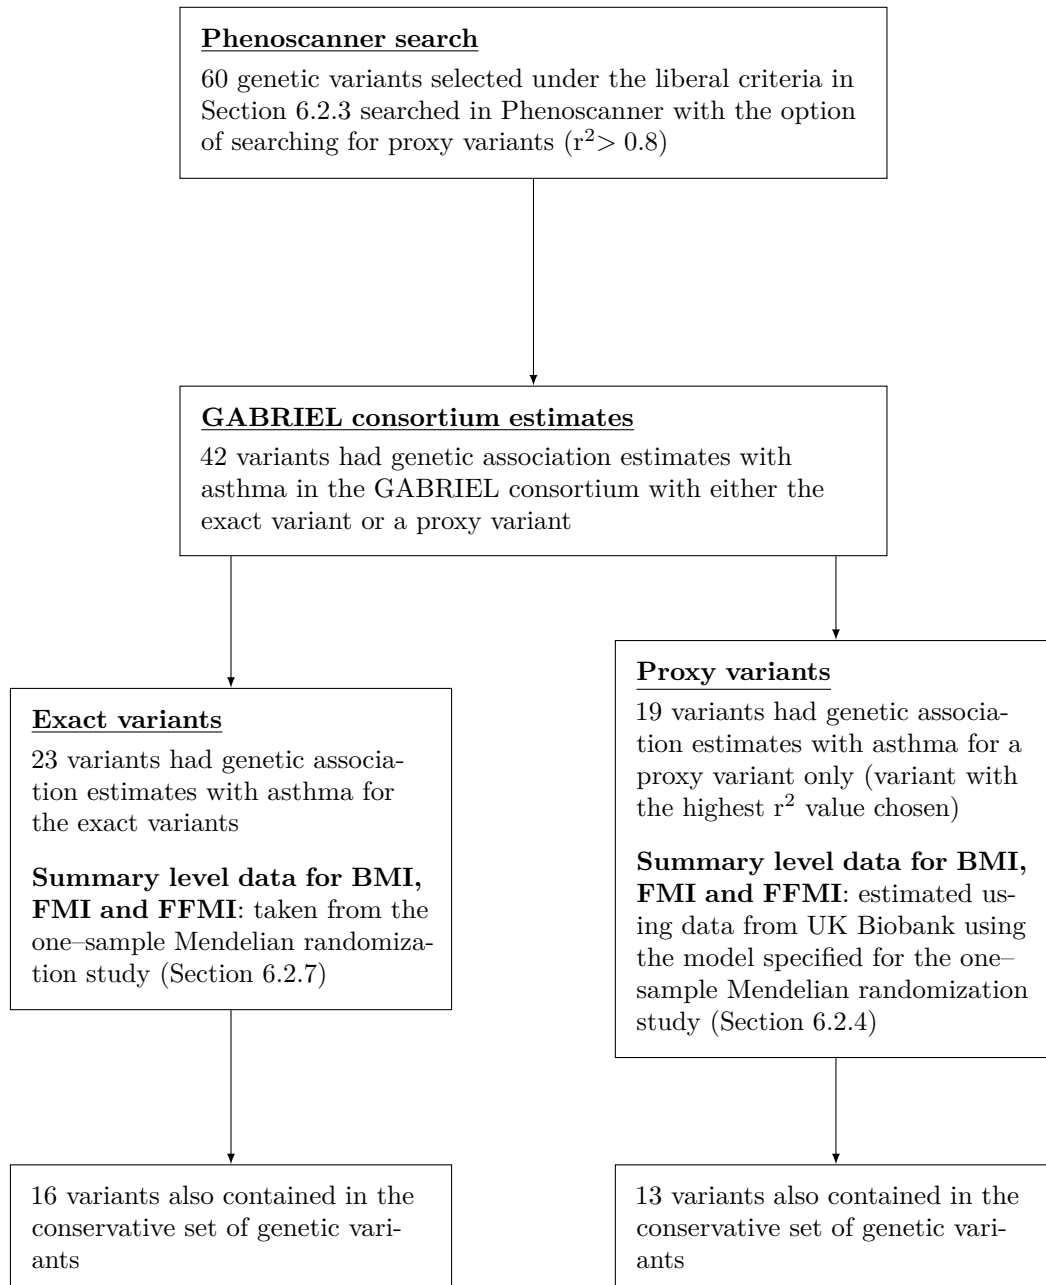 Phenoscanner search
60 genetic variants selected under the liberal criteria in
Section 6.2.3 searched in Phenoscanner with the option
of searching for proxy variants (r²> 0.8)
GABRIEL consortium estimates
42 variants had genetic association estimates with
asthma in the GABRIEL consortium with either the
exact variant or a proxy variant
Exact variants
23 variants had genetic associa-
tion estimates with asthma for
the exact variants
Summary level data for BMI,
FMI and FFMI: taken from the
one–sample Mendelian randomiza-
tion study (Section 6.2.7)
Proxy variants
19 variants had genetic associa-
tion estimates with asthma for a
proxy variant only (variant with
the highest r² value chosen)
Summary level data for BMI,
FMI and FFMI: estimated us-
ing data from UK Biobank using
the model specified for the one–
sample Mendelian randomization
study (Section 6.2.4)
16 variants also contained in the
conservative set of genetic vari-
ants
13 variants also contained in the
conservative set of genetic vari-
ants